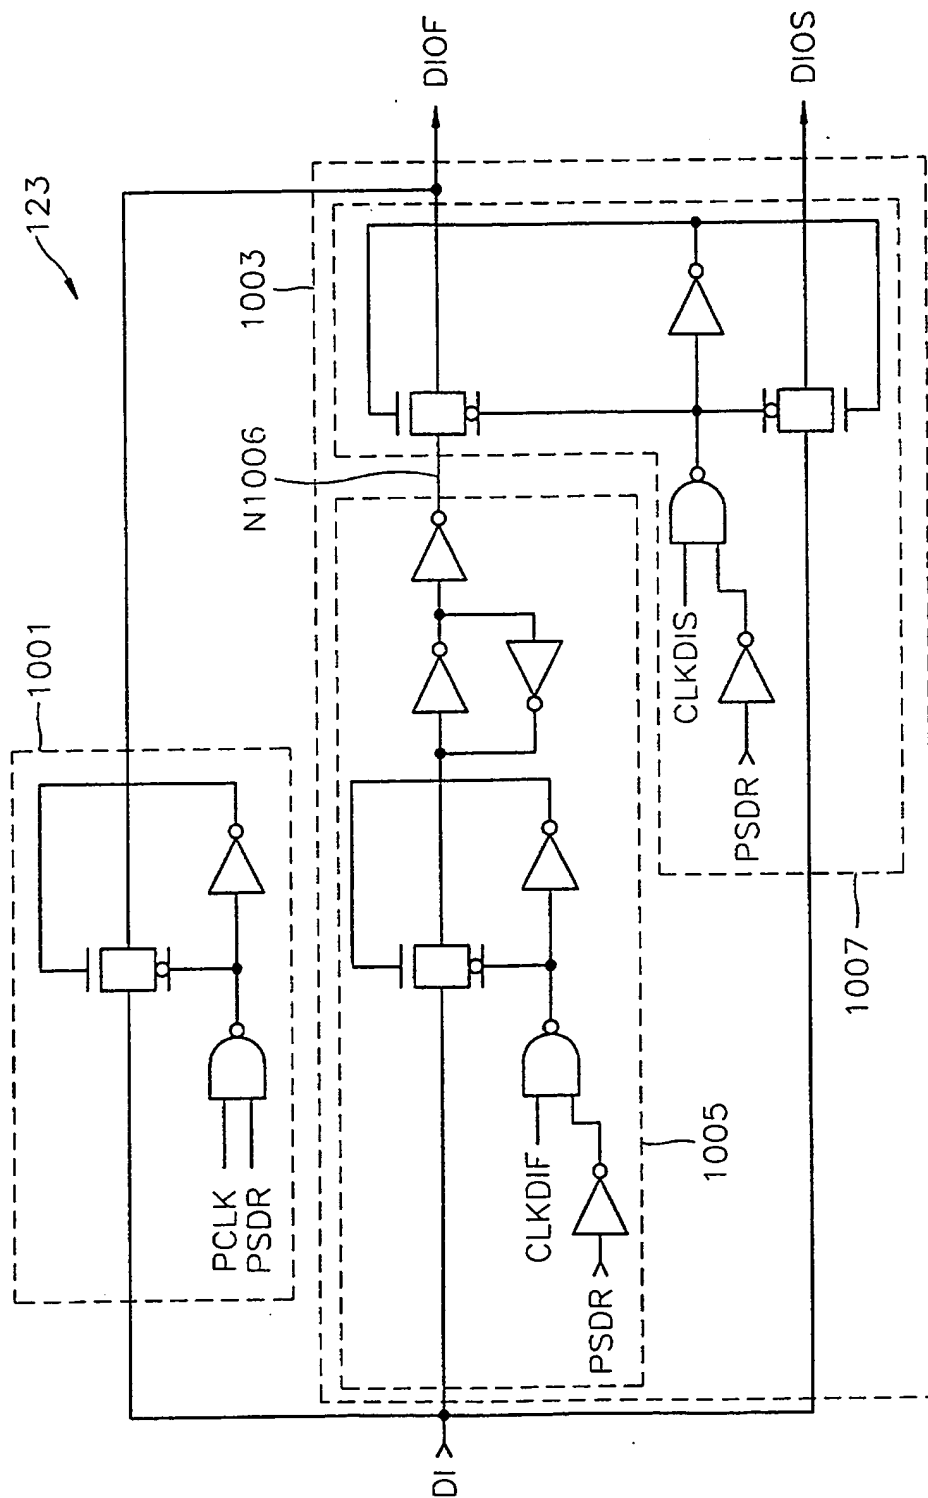 123
1001
PCLK
PSDR
DI
N1006
1003
DIOF
CLKDIF
PSDR
1005
CLKDIS
PSDR
1007
DIOS